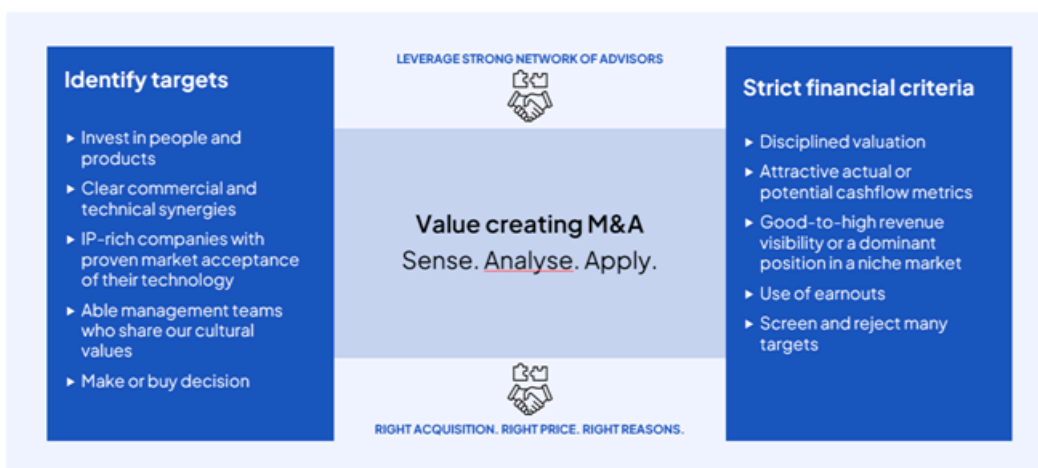 Identify targets
► Invest in people and
products
► Clear commercial and
technical synergies
► IP-rich companies with
proven market acceptance
of their technology
► Able management teams
who share our cultural
values
► Make or buy decision
LEVERAGE STRONG NETWORK OF ADVISORS
Value creating M&A
Sense. Analyse. Apply.
RIGHT ACQUISITION. RIGHT PRICE. RIGHT REASONS.
Strict financial criteria
► Disciplined valuation
► Attractive actual or
potential cashflow metrics
► Good-to-high revenue
visibility or a dominant
position in a niche market
► Use of earnouts
► Screen and reject many
targets